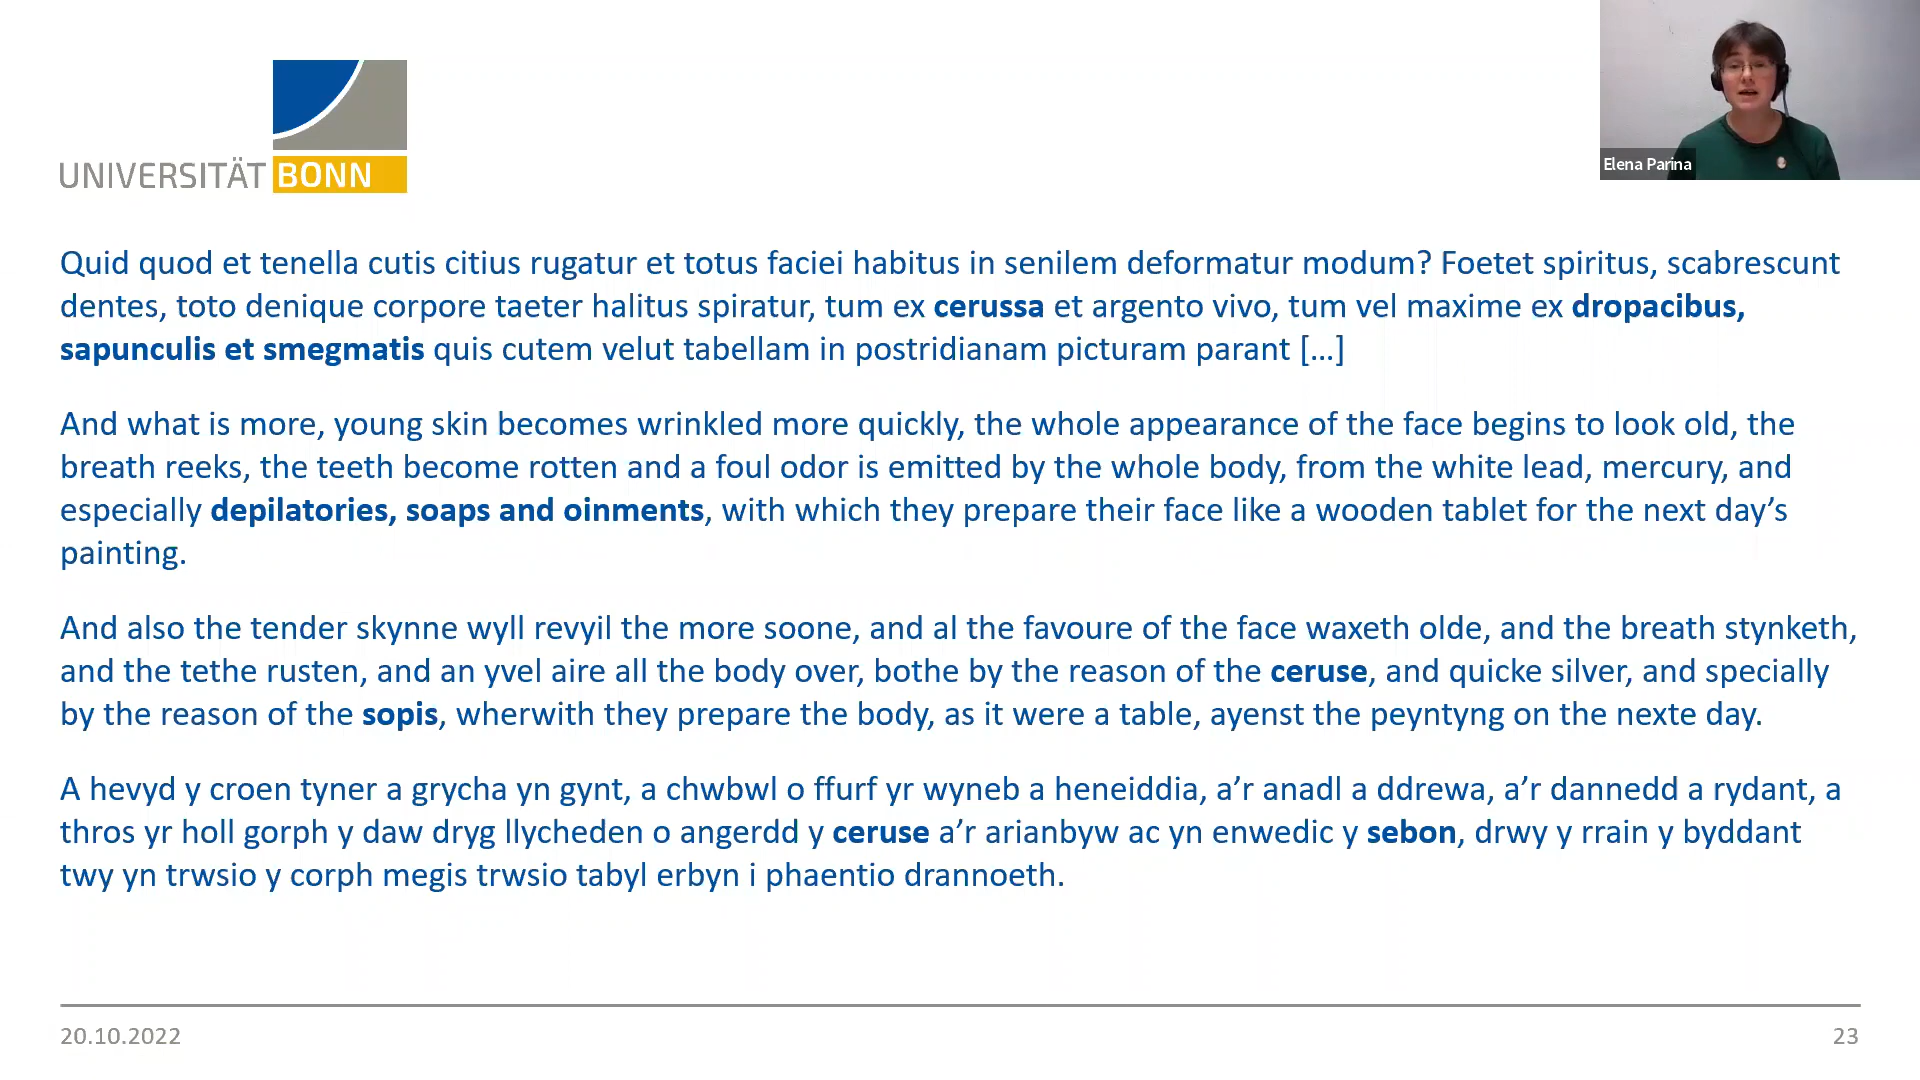 Elena Parina
UNIVERSITÄT BONN
Quid quod et tenella cutis citius rugatur et totus faciei habitus in senilem deformatur modum? Foetet spiritus, scabrescunt
dentes, toto denique corpore taeter halitus spiratur, tum ex cerussa et argento vivo, tum vel maxime ex dropacibus,
sapunculis et smegmatis quis cutem velut tabellam in postridianam picturam parant […]
And what is more, young skin becomes wrinkled more quickly, the whole appearance of the face begins to look old, the
breath reeks, the teeth become rotten and a foul odor is emitted by the whole body, from the white lead, mercury, and
especially depilatories, soaps and oinments, with which they prepare their face like a wooden tablet for the next day’s
painting.
And also the tender skynne wyll revyil the more soone, and al the favoure of the face waxeth olde, and the breath stynketh,
and the tethe rusten, and an yvel aire all the body over, bothe by the reason of the ceruse, and quicke silver, and specially
by the reason of the sopis, wherwith they prepare the body, as it were a table, ayenst the peyntyng on the nexte day.
A hevyd y croen tyner a grycha yn gynt, a chwbwl o ffurf yr wyneb a heneiddia, a’r anadl a ddrewa, a’r dannedd a rydant, a
thros yr holl gorph y daw dryg llycheden o angerdd y ceruse a’r arianbyw ac yn enwedic y sebon, drwy y rrain y byddant
twy yn trwsio y corph megis trwsio tabyl erbyn i phaentio drannoeth.
20.10.2022
23